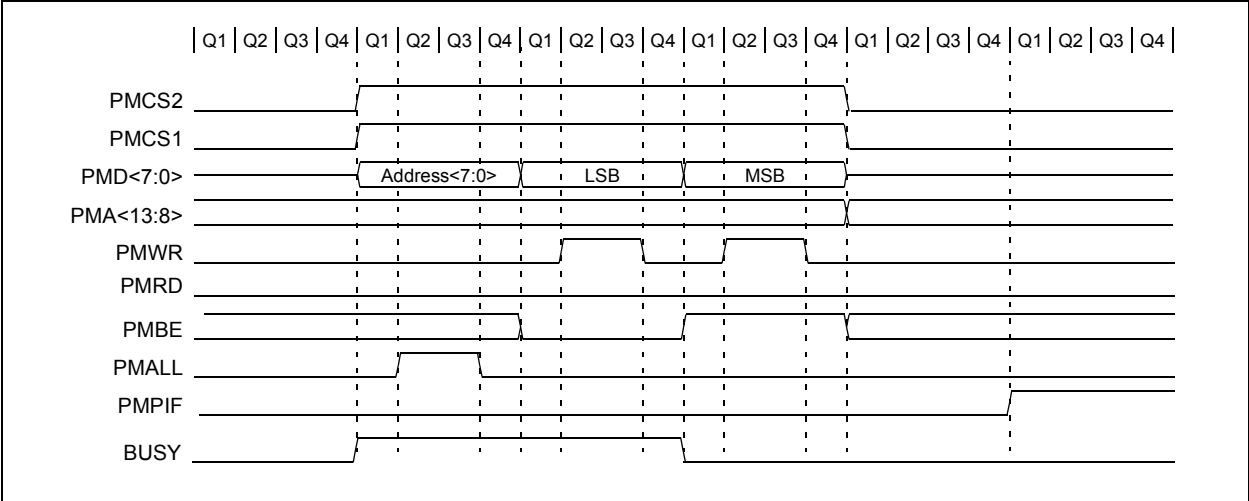 Q1 Q2 Q3 Q4 Q1 Q2 Q3 Q4 Q1 Q2 Q3 Q4 Q1 Q2 Q3 Q4 Q1 Q2 Q3 Q4 Q1 Q2 Q3 Q4
PMCS2
PMCS1
PMD<7:0> Address<7:0> LSB MSB
PMA<13:8>
PMWR
PMRD
PMBE
PMALL
PMPIF
BUSY